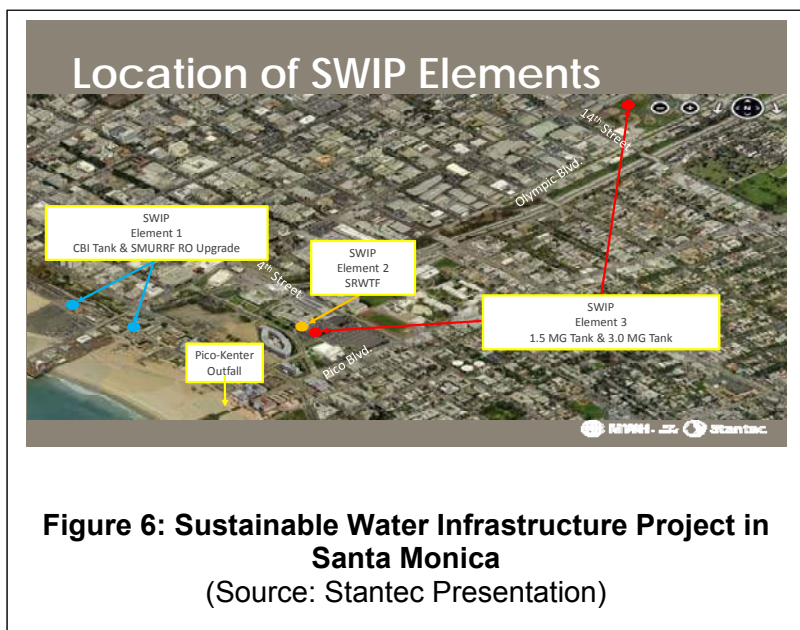 Location of SWIP Elements
14th Street
Olympic Blvd.
SWIP
Element 1
CBI Tank & SMURRF RO Upgrade
4th Street
SWIP
Element 2
SRWTF
SWIP
Element 3
1.5 MG Tank & 3.0 MG Tank
Pico Blvd.
Pico-Kenter
Outfall
MWH
Stantec
Figure 6: Sustainable Water Infrastructure Project in
Santa Monica
(Source: Stantec Presentation)